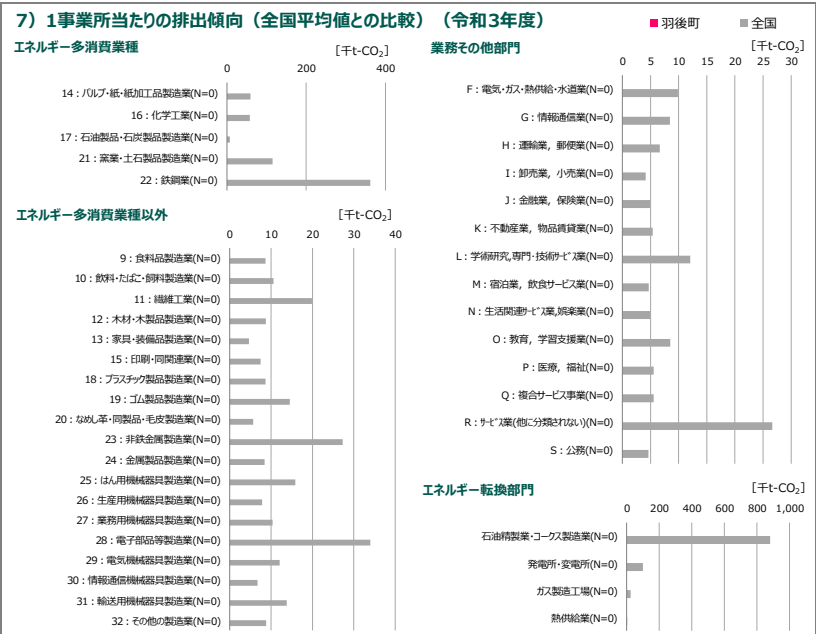 7）1事業所当たりの排出傾向（全国平均値との比較）（令和3年度）
■羽後町 ■全国
エネルギー多消費業種
[千t-CO₂]
0 200 400
14：パルプ・紙・紙加工品製造業(N=0)
16：化学工業(N=0)
17：石油製品・石炭製品製造業(N=0)
21：窯業・土石製品製造業(N=0)
22：鉄鋼業(N=0)
エネルギー多消費業種以外
[千t-CO₂]
0 10 20 30 40
9：食料品製造業(N=0)
10：飲料・たばこ・飼料製造業(N=0)
11：繊維工業(N=0)
12：木材・木製品製造業(N=0)
13：家具・装備品製造業(N=0)
15：印刷・同関連業(N=0)
18：プラスチック製品製造業(N=0)
19：ゴム製品製造業(N=0)
20：なめし革・同製品・毛皮製造業(N=0)
23：非鉄金属製造業(N=0)
24：金属製品製造業(N=0)
25：はん用機械器具製造業(N=0)
26：生産用機械器具製造業(N=0)
27：業務用機械器具製造業(N=0)
28：電子部品等製造業(N=0)
29：電気機械器具製造業(N=0)
30：情報通信機械器具製造業(N=0)
31：輸送用機械器具製造業(N=0)
32：その他の製造業(N=0)
業務その他部門
[千t-CO₂]
0 5 10 15 20 25 30
F：電気・ガス・熱供給・水道業(N=0)
G：情報通信業(N=0)
H：運輸業，郵便業(N=0)
I：卸売業，小売業(N=0)
J：金融業，保険業(N=0)
K：不動産業，物品賃貸業(N=0)
L：学術研究,専門・技術サービス業(N=0)
M：宿泊業，飲食サービス業(N=0)
N：生活関連サービス業,娯楽業(N=0)
O：教育，学習支援業(N=0)
P：医療，福祉(N=0)
Q：複合サービス事業(N=0)
R：サービス業(他に分類されない)(N=0)
S：公務(N=0)
エネルギー転換部門
[千t-CO₂]
0 200 400 600 800 1,000
石油精製業・コークス製造業(N=0)
発電所・変電所(N=0)
ガス製造工場(N=0)
熱供給業(N=0)